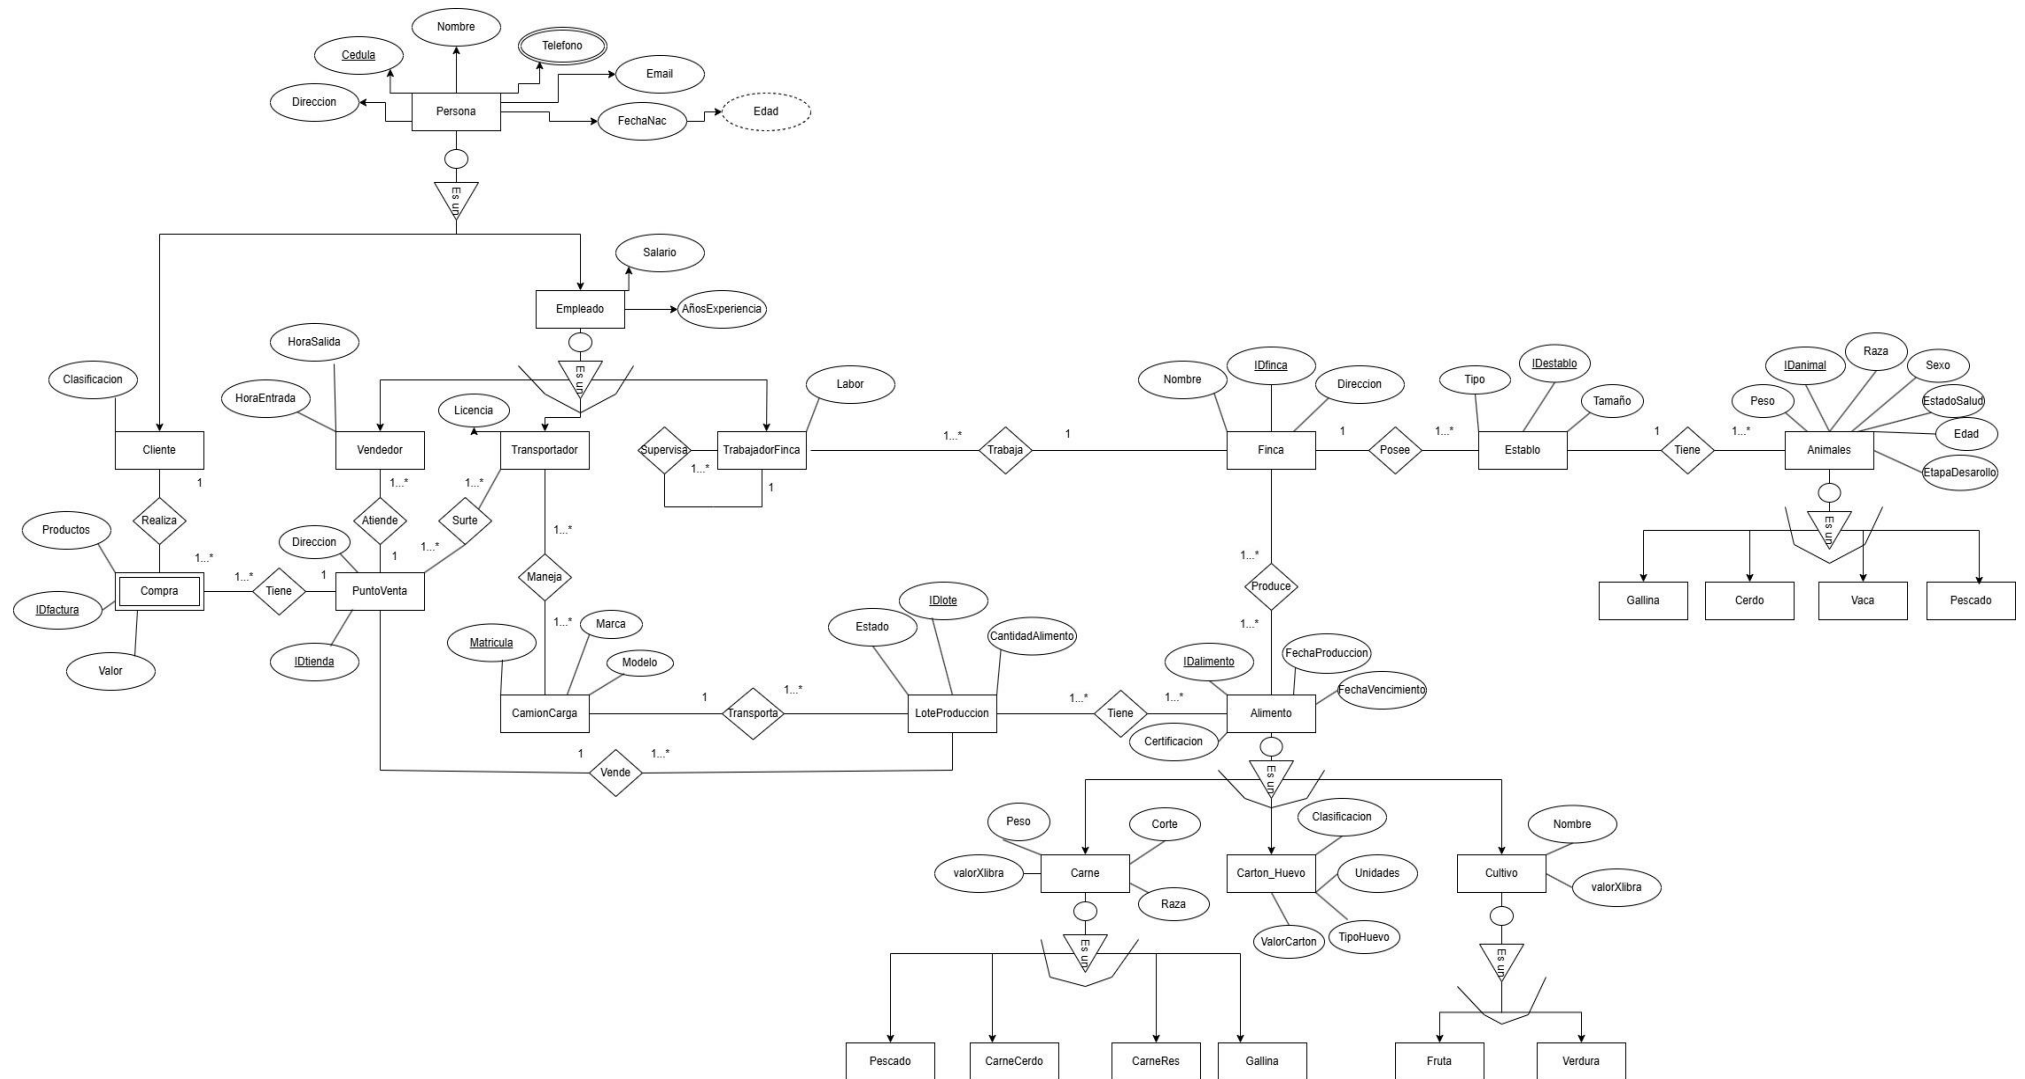 Nombre
Telefono
Cedula
Email
Direccion
Persona
FechaNac
Edad
Es un
Salario
Empleado
AñosExperiencia
Es un
HoraSalida
Clasificacion
HoraEntrada
Licencia
Labor
Nombre
IDfinca
Direccion
Tipo
IDestablo
Tamaño
IDanimal
Raza
Sexo
Peso
EstadoSalud
Edad
EtapaDesarollo
Cliente
Vendedor
Transportador
Supervisa
TrabajadorFinca
1...*
Trabaja
1
Finca
1
Posee
1...*
Establo
1
Tiene
1...*
Animales
1
1...*
1...*
1...*
1
Realiza
Atiende
Surte
Es un
Productos
Direccion
1...*
1...*
1
1...*
1...*
1...*
Compra
Tiene
1
PuntoVenta
Maneja
Produce
Gallina
Cerdo
Vaca
Pescado
IDfactura
Valor
IDtienda
1...*
1...*
Matricula
Marca
Modelo
Estado
IDlote
CantidadAlimento
IDalimento
FechaProduccion
FechaVencimiento
CamionCarga
1
Transporta
1...*
LoteProduccion
1...*
Tiene
1...*
Alimento
Certificacion
1
Vende
1...*
Es un
Peso
Corte
Clasificacion
Nombre
valorXlibra
Carne
Carton_Huevo
Unidades
Cultivo
valorXlibra
Raza
ValorCarton
TipoHuevo
Es un
Es un
Pescado
CarneCerdo
CarneRes
Gallina
Fruta
Verdura